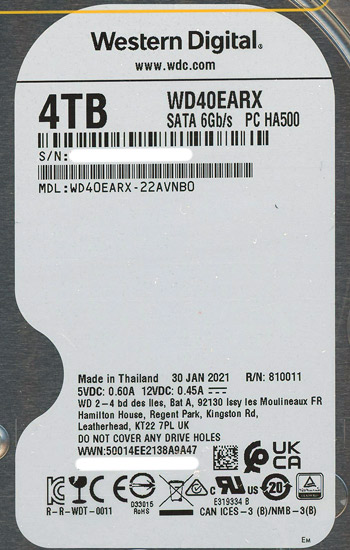 Western Digital®
www.wdc.com
4TB
WD40EARX
SATA 6Gb/s PC HA500
S/N:
MDL:WD40EARX-22AVNB0
Made in Thailand 30 JAN 2021 R/N: 810011
5VDC: 0.60A 12VDC: 0.45A
WD 2-4 bd des Iles, Bat A, 92130 Issy les Moulineaux FR
Hamilton House, Regent Park, Kingston Rd,
Leatherhead, KT22 7PL UK
DO NOT COVER ANY DRIVE HOLES
WWN:50014EE2138A9A47
UK
CA
R-R-WDT-0011
D33015
RoHS
C US
E319334 B
20
CAN ICES-3 (B)/NMB-3(B)
EM